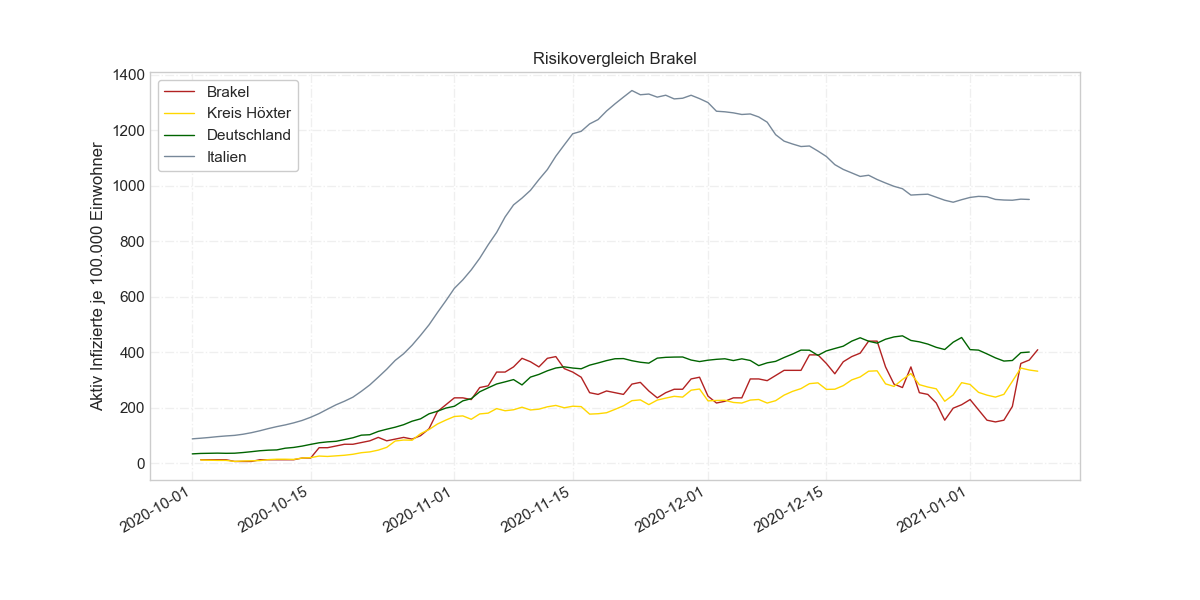 Risikovergleich Brakel
Brakel
Kreis Höxter
Deutschland
Italien
Aktiv Infizierte je 100.000 Einwohner
1400
1200
1000
800
600
400
200
0
2020-10-01
2020-10-15
2020-11-01
2020-11-15
2020-12-01
2020-12-15
2021-01-01